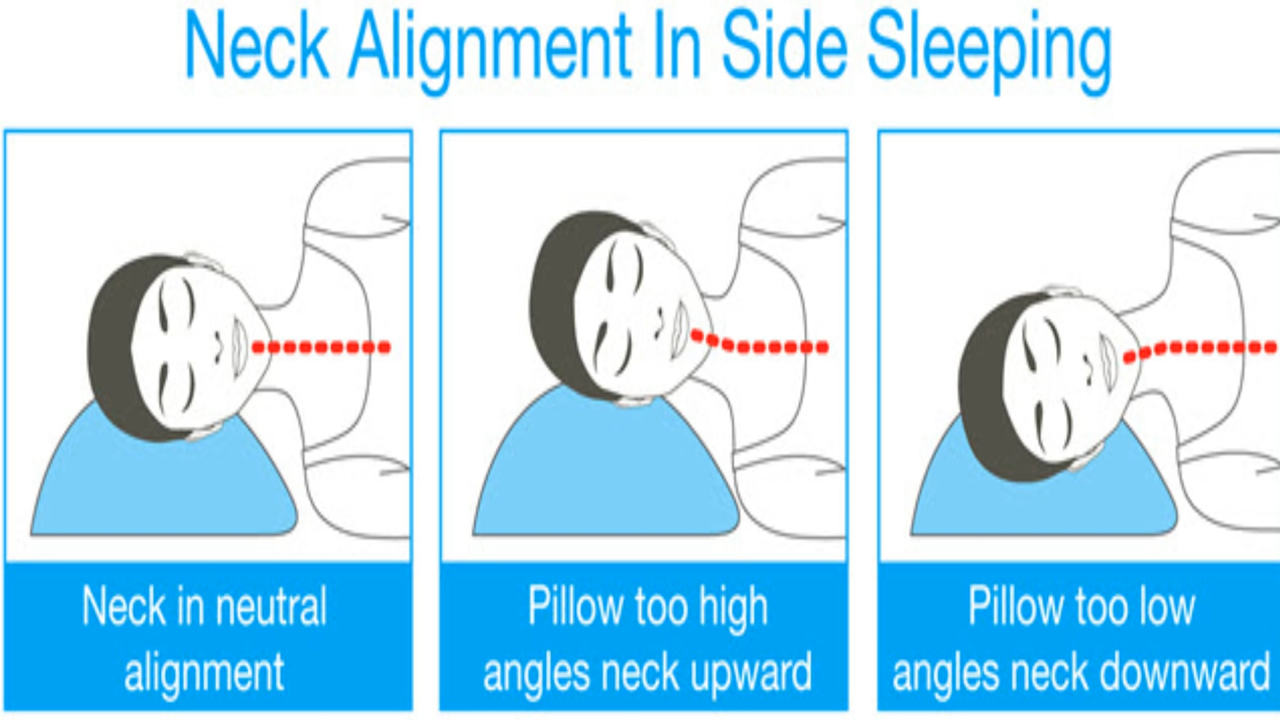 Neck Alignment In Side Sleeping
Neck in neutral
alignment
Pillow too high
angles neck upward
Pillow too low
angles neck downward